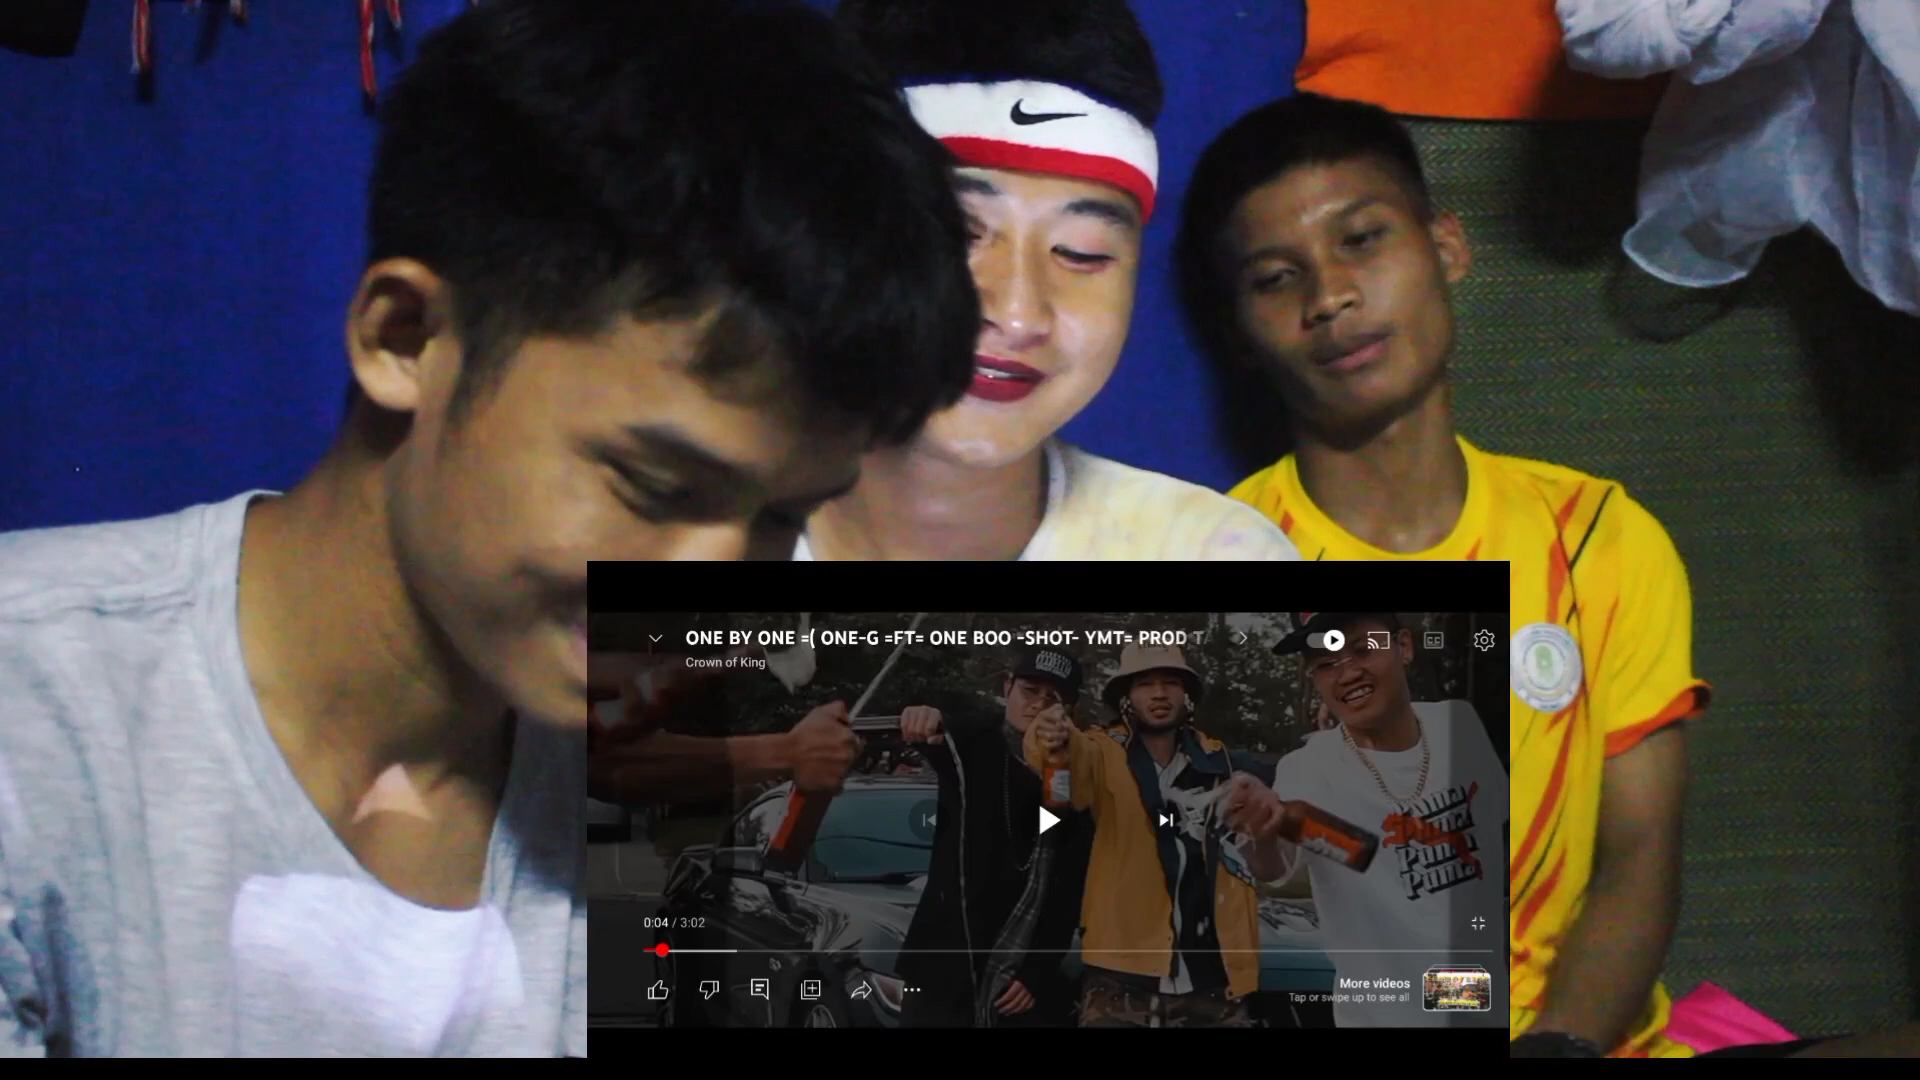 ONE BY ONE =( ONE-G =FT= ONE BOO -SHOT- YMT= PROD T
Crown of King
0:04 / 3:02
More videos
Tap or swipe up to see all